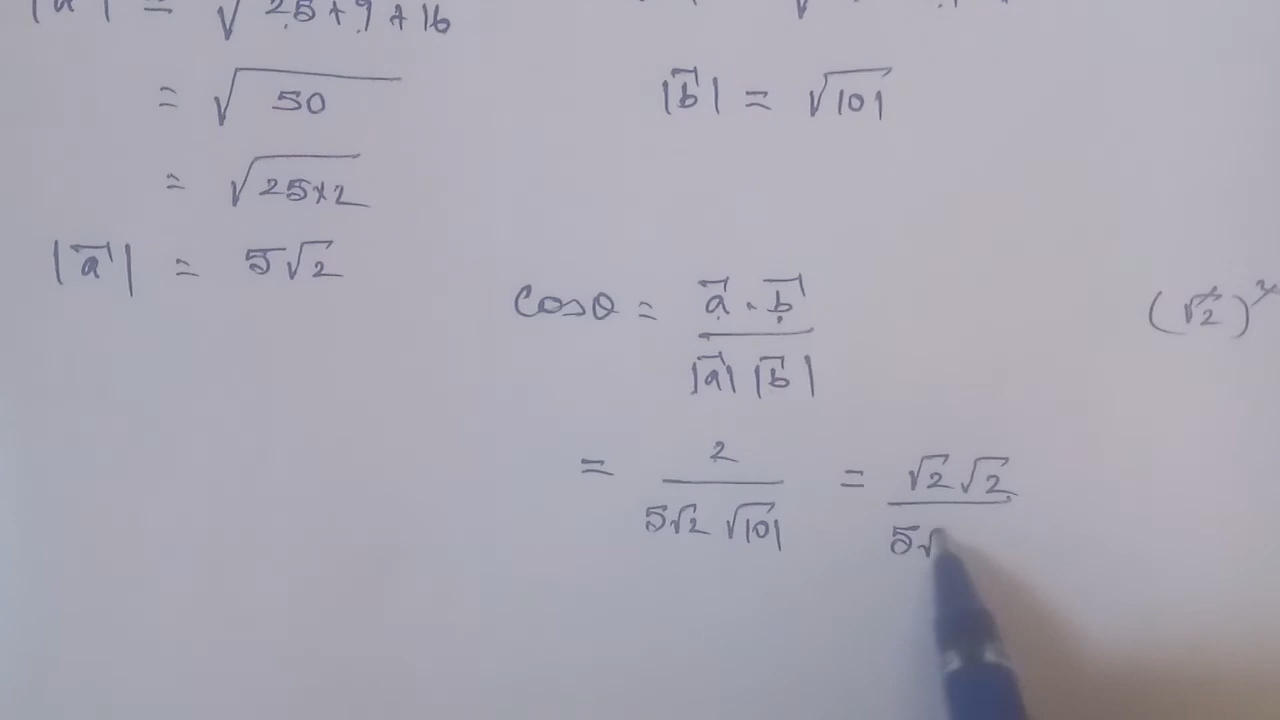 |a⃗| = √25+9+16
= √50
|b⃗| = √101
= √25×2
|a⃗| = 5√2
cosθ = a⃗ · b⃗ / |a⃗| |b⃗|
(√2)²
= 2 / 5√2 √101 = √2 √2 / 5√